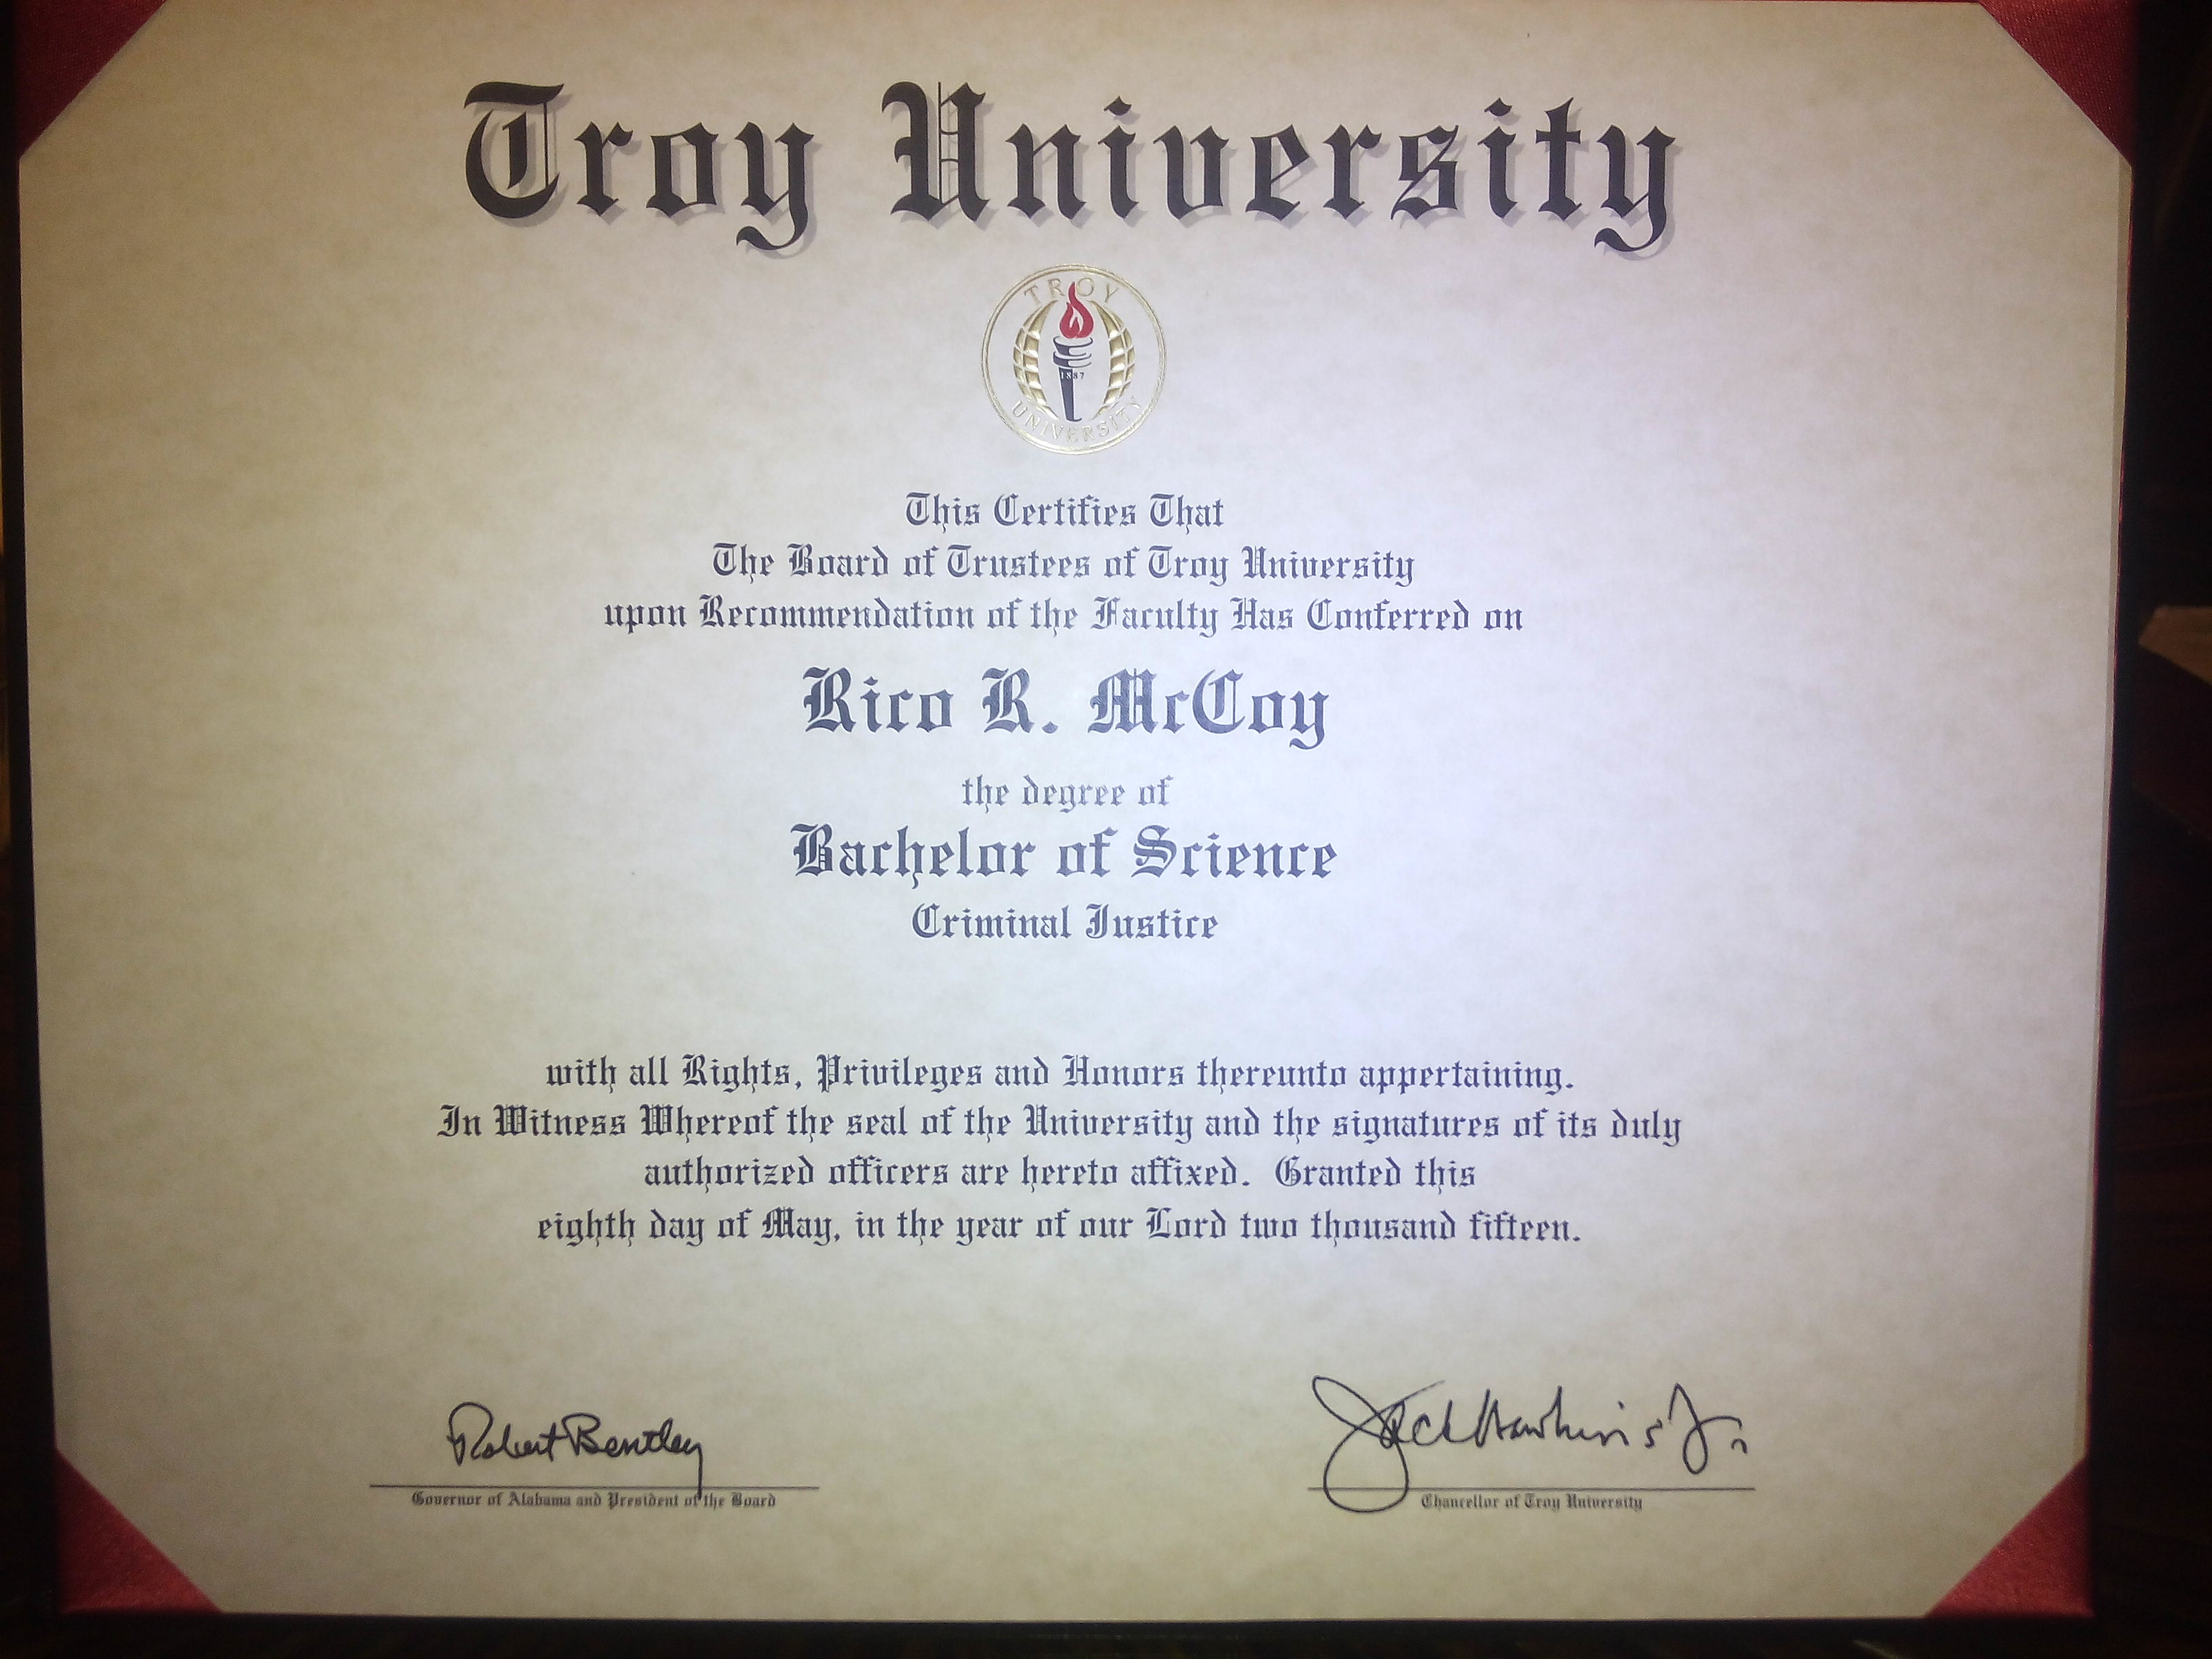 Troy University
TROY
1887
UNIVERSITY
This Certifies That
The Board of Trustees of Troy University
upon Recommendation of the Faculty Has Conferred on
Rico R. McCoy
the degree of
Bachelor of Science
Criminal Justice
with all Rights, Privileges and Honors thereunto appertaining.
In Witness Whereof the seal of the University and the signatures of its duly
authorized officers are hereto affixed. Granted this
eighth day of May, in the year of our Lord two thousand fifteen.
Robert Bentley
Governor of Alabama and President of the Board
Jack Hawkins Jr
Chancellor of Troy University